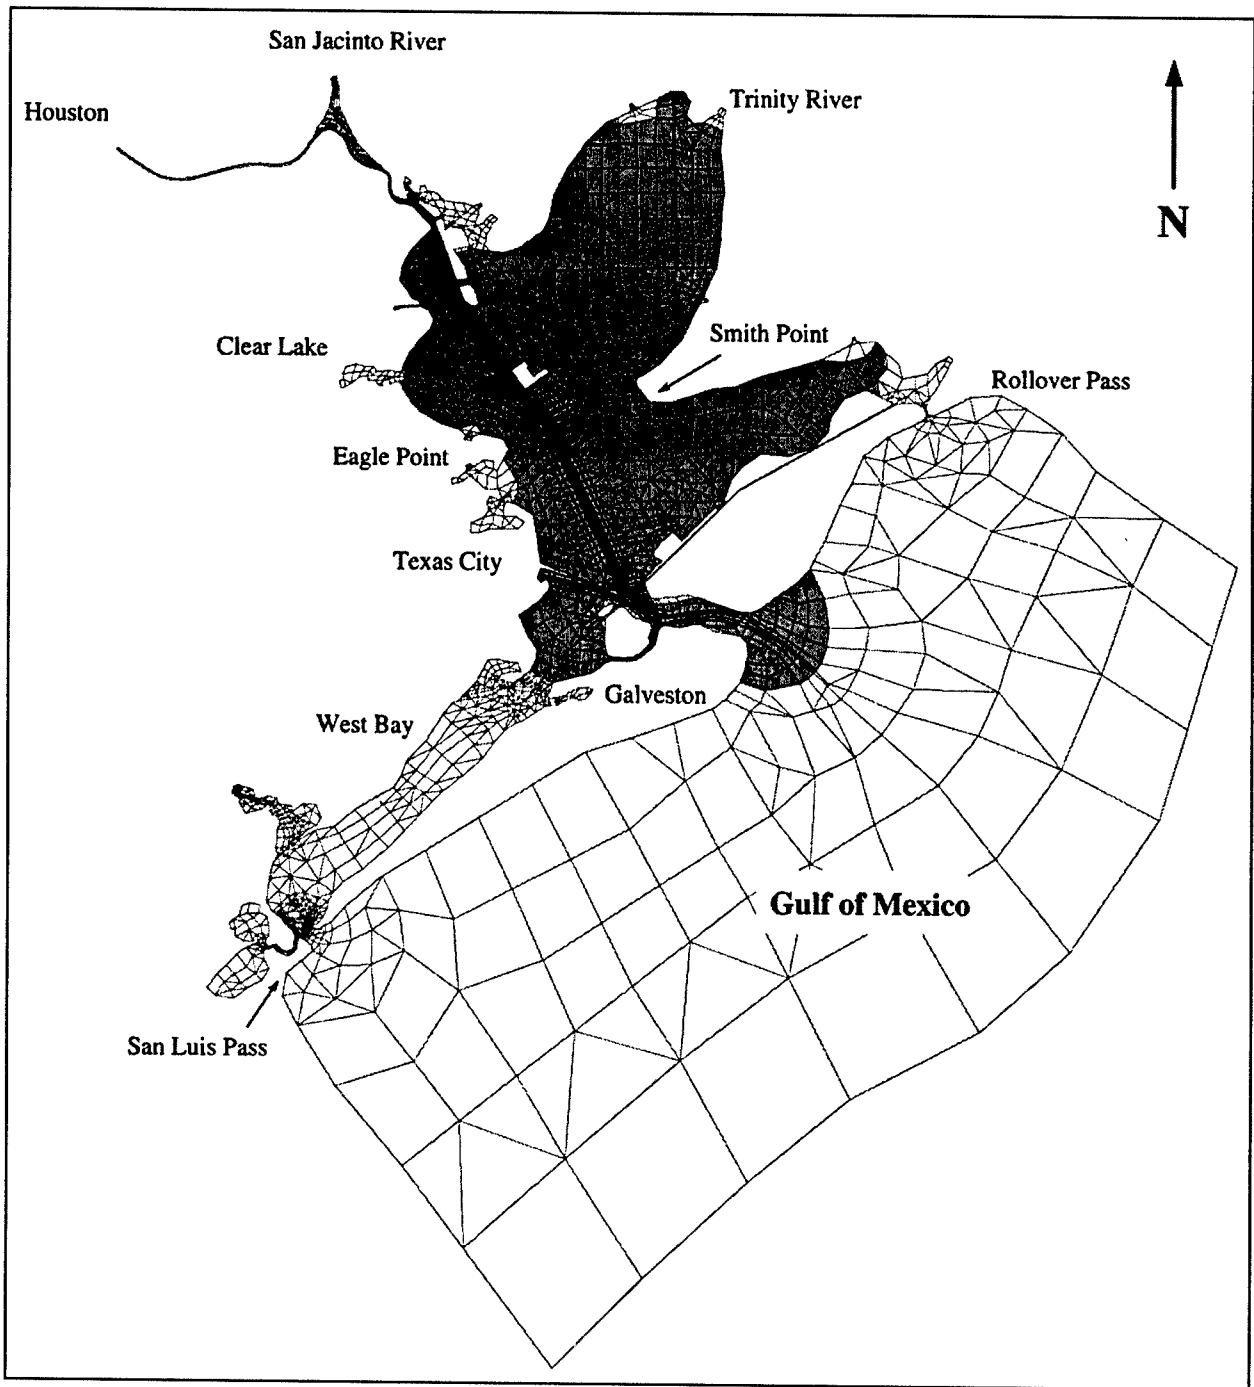 San Jacinto River
Houston
Trinity River
N
Smith Point
Clear Lake
Rollover Pass
Eagle Point
Texas City
Galveston
West Bay
Gulf of Mexico
San Luis Pass